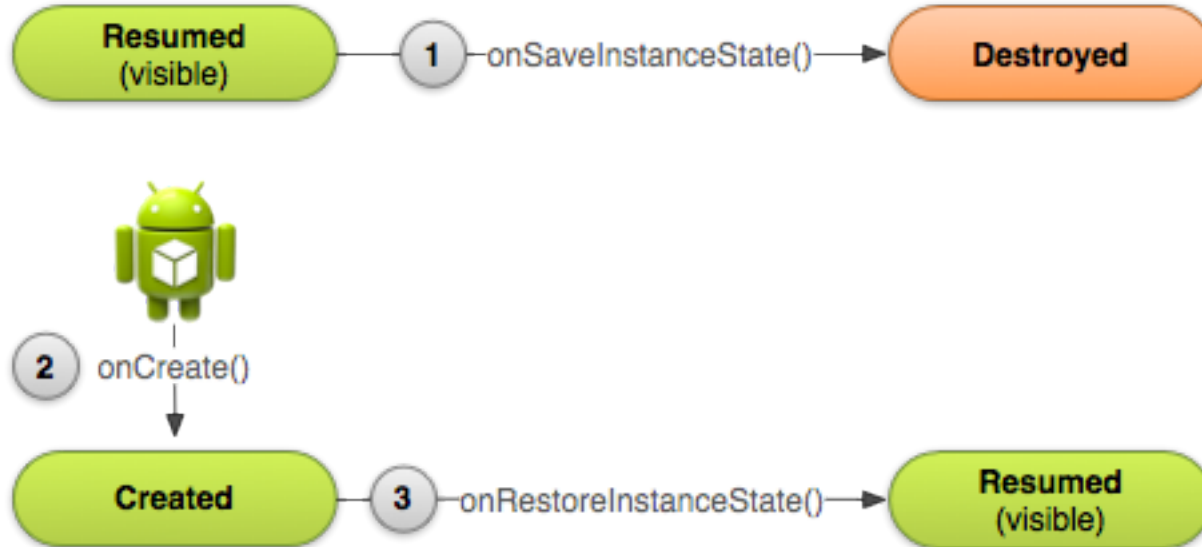 Resumed
(visible)
1
onSaveInstanceState()
Destroyed
2
onCreate()
Created
3
onRestoreInstanceState()
Resumed
(visible)